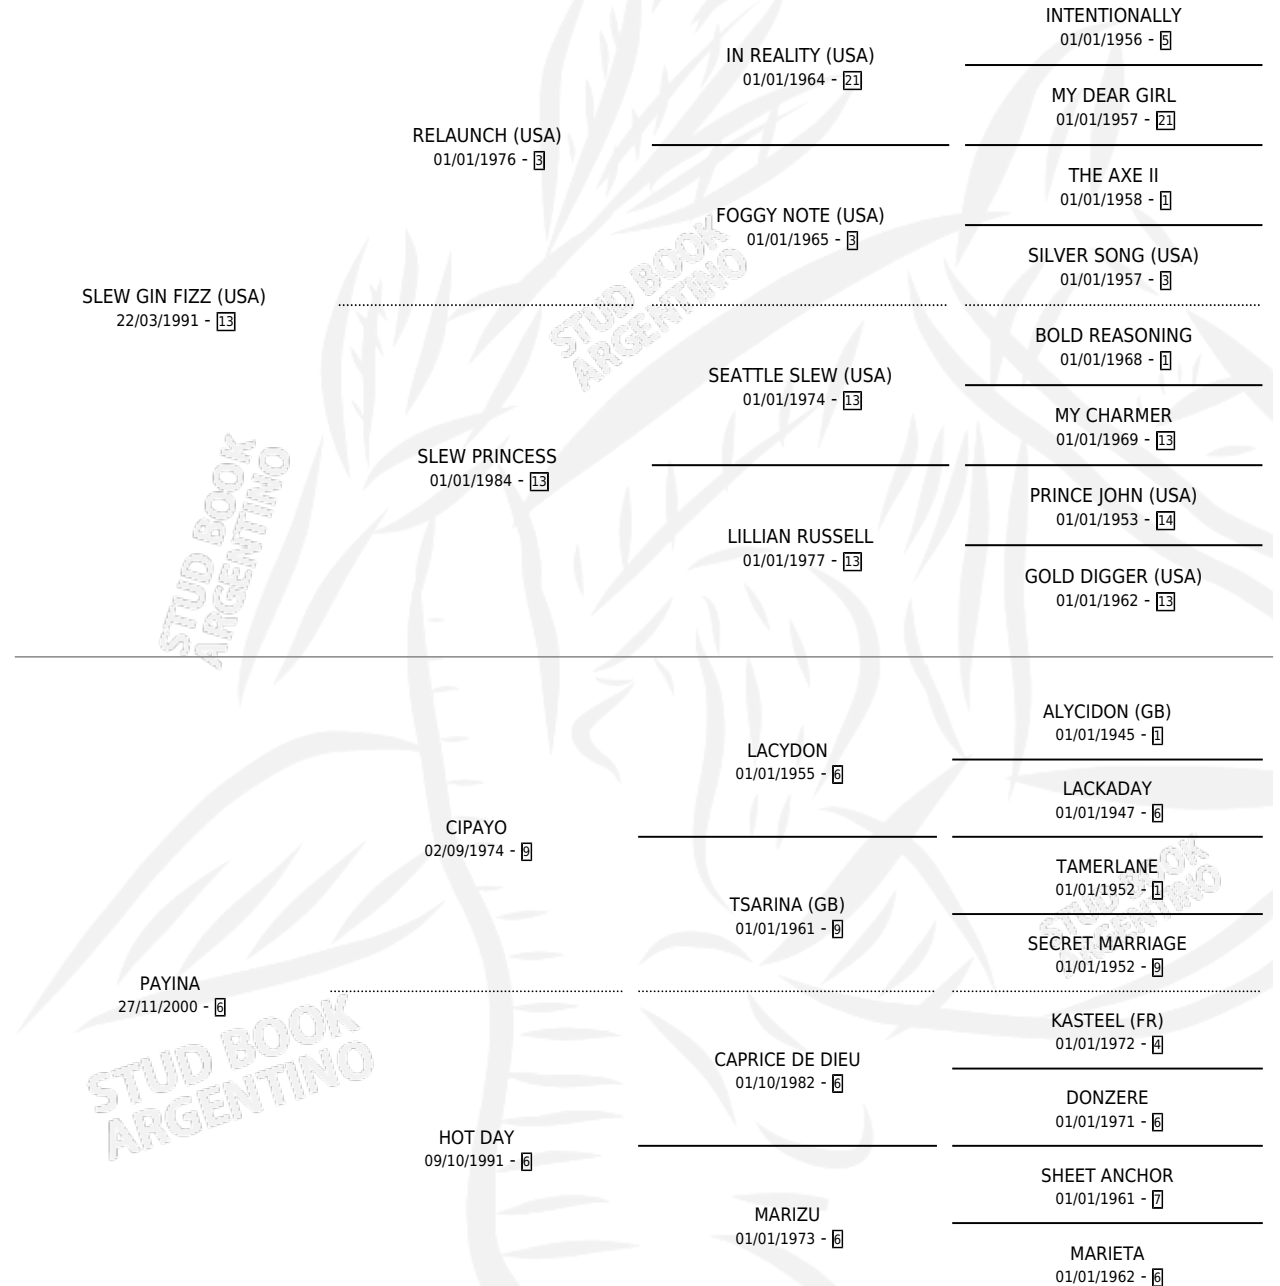 INTENTIONALLY
01/01/1956 - 5
IN REALITY (USA)
01/01/1964 - 21
MY DEAR GIRL
01/01/1957 - 21
RELAUNCH (USA)
01/01/1976 - 3
THE AXE II
01/01/1958 - 1
FOGGY NOTE (USA)
01/01/1965 - 3
SILVER SONG (USA)
01/01/1957 - 3
SLEW GIN FIZZ (USA)
22/03/1991 - 13
BOLD REASONING
01/01/1968 - 1
SEATTLE SLEW (USA)
01/01/1974 - 13
MY CHARMER
01/01/1969 - 13
SLEW PRINCESS
01/01/1984 - 13
PRINCE JOHN (USA)
01/01/1953 - 14
LILLIAN RUSSELL
01/01/1977 - 13
GOLD DIGGER (USA)
01/01/1962 - 13
ALYCIDON (GB)
01/01/1945 - 1
LACYDON
01/01/1955 - 6
LACKADAY
01/01/1947 - 6
CIPAYO
02/09/1974 - 9
TAMERLANE
01/01/1952 - 1
TSARINA (GB)
01/01/1961 - 9
SECRET MARRIAGE
01/01/1952 - 9
PAYINA
27/11/2000 - 6
KASTEEL (FR)
01/01/1972 - 4
CAPRICE DE DIEU
01/10/1982 - 6
DONZERE
01/01/1971 - 6
HOT DAY
09/10/1991 - 6
SHEET ANCHOR
01/01/1961 - 7
MARIZU
01/01/1973 - 6
MARIETA
01/01/1962 - 6
STUD BOOK
ARGENTINO
STUD BOOK
ARGENTINO
STUD BOOK
ARGENTINO
STUD BOOK
ARGENTINO